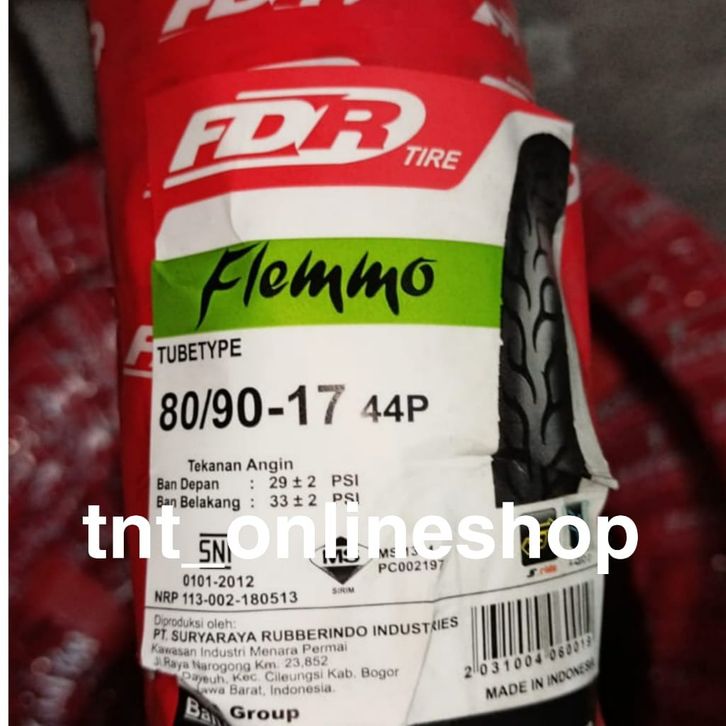 FDR
FDR TIRE
Flemmo
TUBETYPE
80/90-17 44P
Tekanan Angin
Ban Depan : 29 ± 2 PSI
Ban Belakang : 33 ± 2 PSI
tnt_onlineshop
SNI
0101-2012
NRP 113-002-180513
MS
SIRIM
PC002197
Diproduksi oleh:
PT. SURYARAYA RUBBERINDO INDUSTRIES
Kawasan Industri Menara Permai
Jl Raya Narogong Km. 23,852
Kec. Cileungsi Kab. Bogor
Jawa Barat, Indonesia.
Group
MADE IN INDONESIA